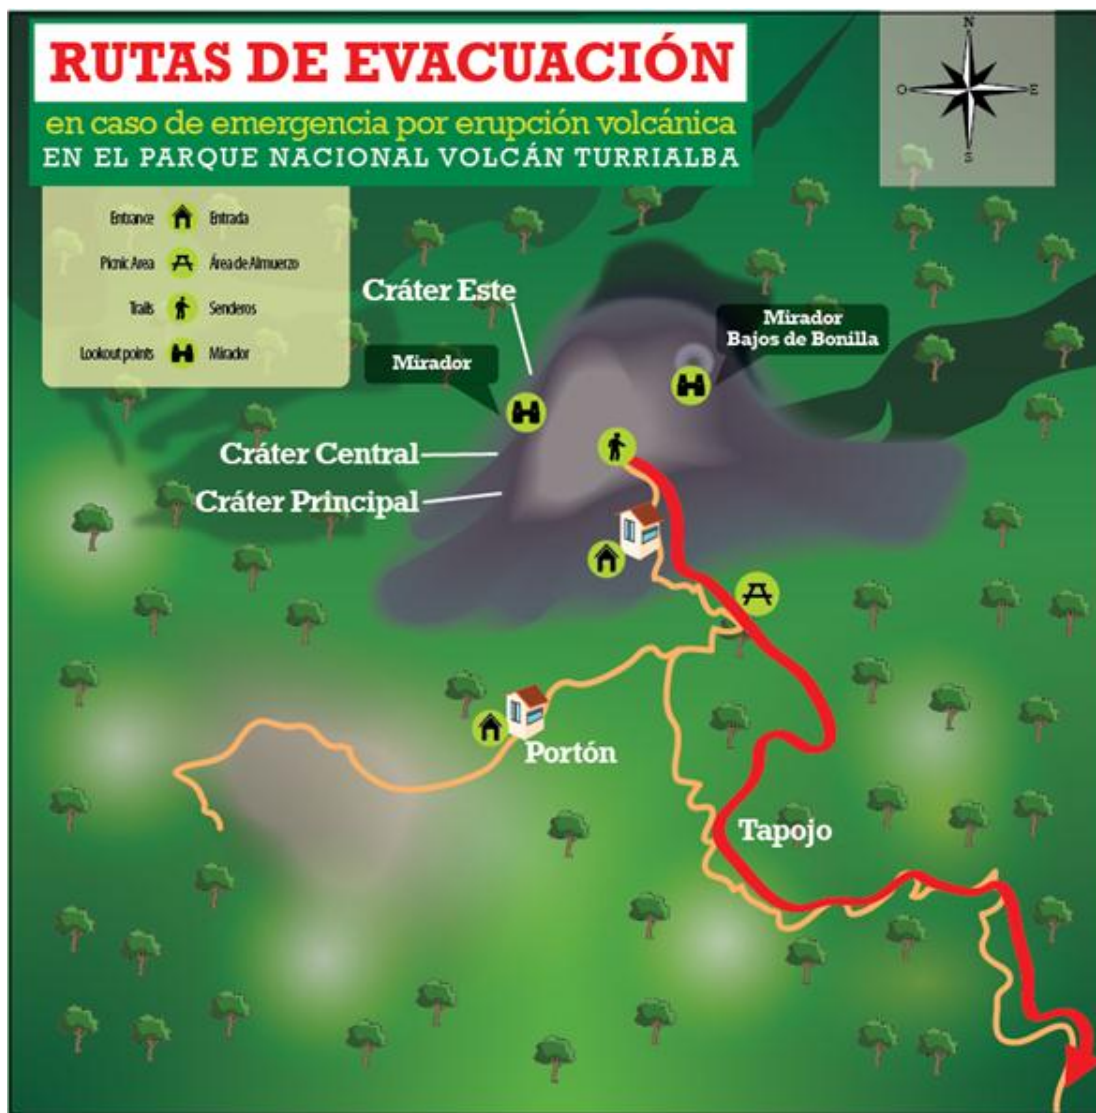 RUTAS DE EVACUACIÓN
en caso de emergencia por erupción volcánica
EN EL PARQUE NACIONAL VOLCÁN TURRIALBA
N
O E
S
Entrance Entrada
Picnic Area Área de Almuerzo
Trails Senderos
Lookout points Mirador
Cráter Este
Mirador
Bajos de Bonilla
Mirador
Cráter Central
Cráter Principal
Portón
Tapojo